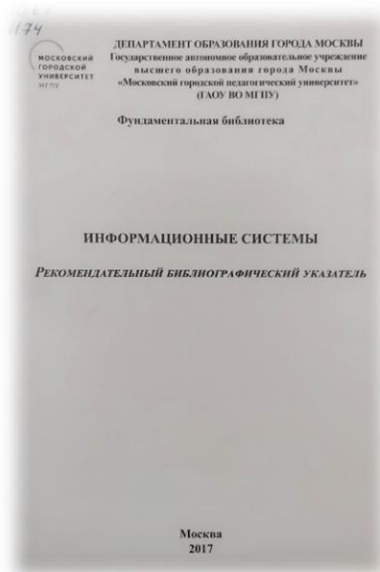 174
МОСКОВСКИЙ
ГОРОДСКОЙ
УНИВЕРСИТЕТ
МГПУ
ДЕПАРТАМЕНТ ОБРАЗОВАНИЯ ГОРОДА МОСКВЫ
Государственное автономное образовательное учреждение
высшего образования города Москвы
«Московский городской педагогический университет»
(ГАОУ ВО МГПУ)
Фундаментальная библиотека
ИНФОРМАЦИОННЫЕ СИСТЕМЫ
РЕКОМЕНДАТЕЛЬНЫЙ БИБЛИОГРАФИЧЕСКИЙ УКАЗАТЕЛЬ
Москва
2017